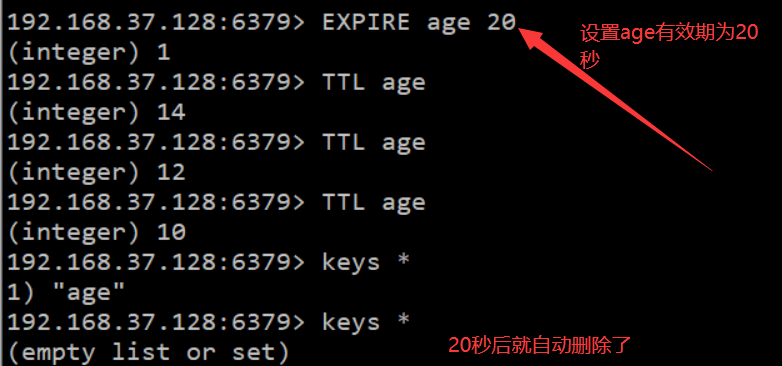 192.168.37.128:6379> EXPIRE age 20
(integer) 1
192.168.37.128:6379> TTL age
(integer) 14
192.168.37.128:6379> TTL age
(integer) 12
192.168.37.128:6379> TTL age
(integer) 10
192.168.37.128:6379> keys *
1) "age"
192.168.37.128:6379> keys *
(empty list or set)
设置age有效期为20
秒
20秒后就自动删除了